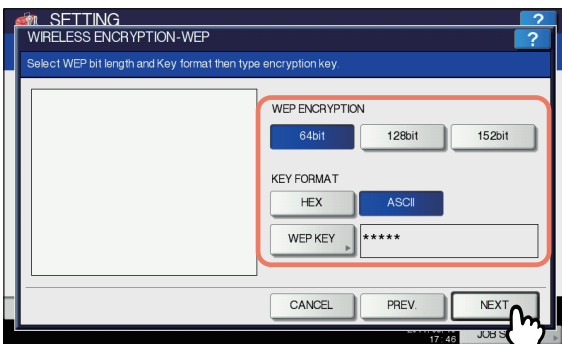 SETTING
?
WIRELESS ENCRYPTION-WEP
?
Select WEP bit length and Key format then type encryption key.
WEP ENCRYPTION
64bit
128bit
152bit
KEY FORMAT
HEX
ASCII
WEP KEY
*****
CANCEL
PREV.
NEXT
17:46
JOB